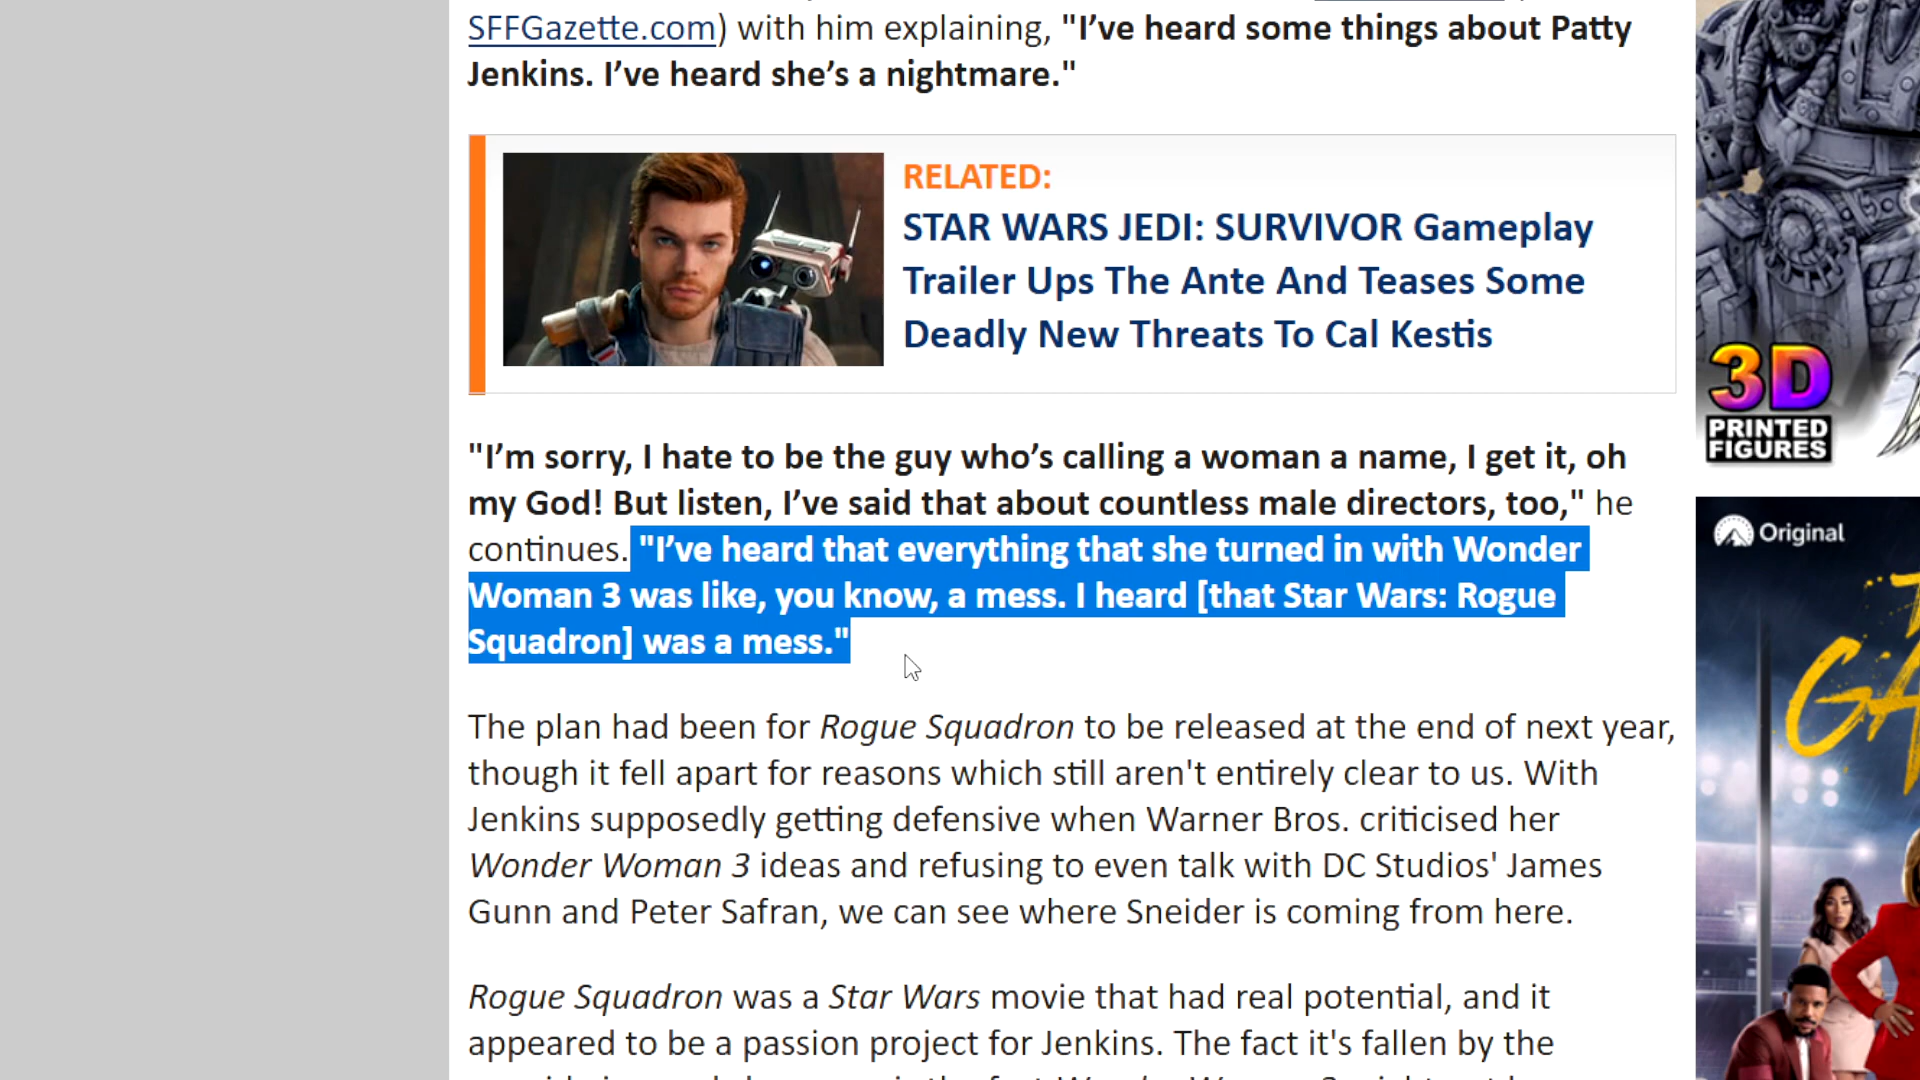 SFFGazette.com) with him explaining, "I’ve heard some things about Patty
Jenkins. I’ve heard she’s a nightmare."
RELATED:
STAR WARS JEDI: SURVIVOR Gameplay
Trailer Ups The Ante And Teases Some
Deadly New Threats To Cal Kestis
"I’m sorry, I hate to be the guy who’s calling a woman a name, I get it, oh
my God! But listen, I’ve said that about countless male directors, too," he
continues. "I’ve heard that everything that she turned in with Wonder
Woman 3 was like, you know, a mess. I heard [that Star Wars: Rogue
Squadron] was a mess."
The plan had been for Rogue Squadron to be released at the end of next year,
though it fell apart for reasons which still aren't entirely clear to us. With
Jenkins supposedly getting defensive when Warner Bros. criticised her
Wonder Woman 3 ideas and refusing to even talk with DC Studios' James
Gunn and Peter Safran, we can see where Sneider is coming from here.
Rogue Squadron was a Star Wars movie that had real potential, and it
appeared to be a passion project for Jenkins. The fact it's fallen by the
3D
PRINTED
FIGURES
Original